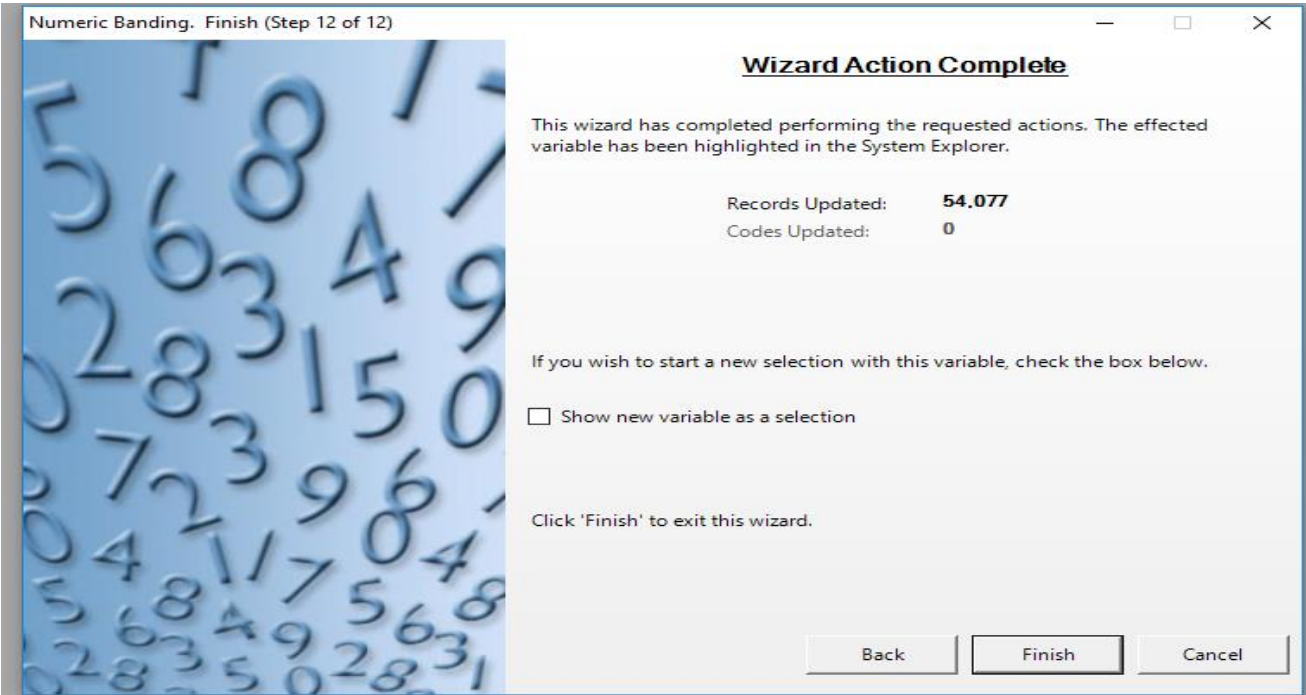 Numeric Banding.  Finish (Step 12 of 12)
Wizard Action Complete
This wizard has completed performing the requested actions. The effected
variable has been highlighted in the System Explorer.
Records Updated: 54,077
Codes Updated: 0
If you wish to start a new selection with this variable, check the box below.
Show new variable as a selection
Click 'Finish' to exit this wizard.
Back Finish Cancel